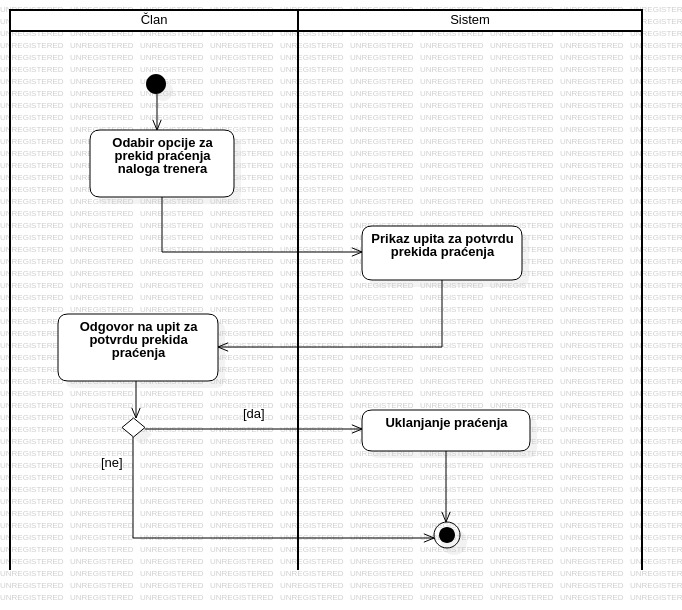 Član
Sistem
Odabir opcije za
prekid praćenja
naloga trenera
Prikaz upita za potvrdu
prekida praćenja
Odgovor na upit za
potvrdu prekida
praćenja
[da]
Uklanjanje praćenja
[ne]
UNREGISTERED